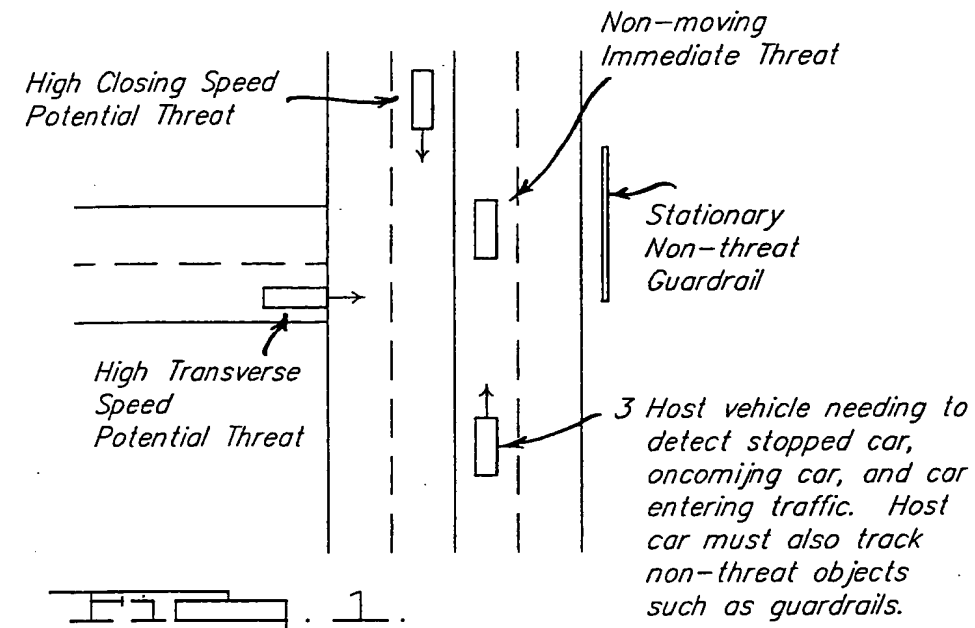 Non-moving
Immediate Threat
High Closing Speed
Potential Threat
Stationary
Non-threat
Guardrail
High Transverse
Speed
Potential Threat
3 Host vehicle needing to
detect stopped car,
oncomijng car, and car
entering traffic. Host
car must also track
non-threat objects
such as guardrails.